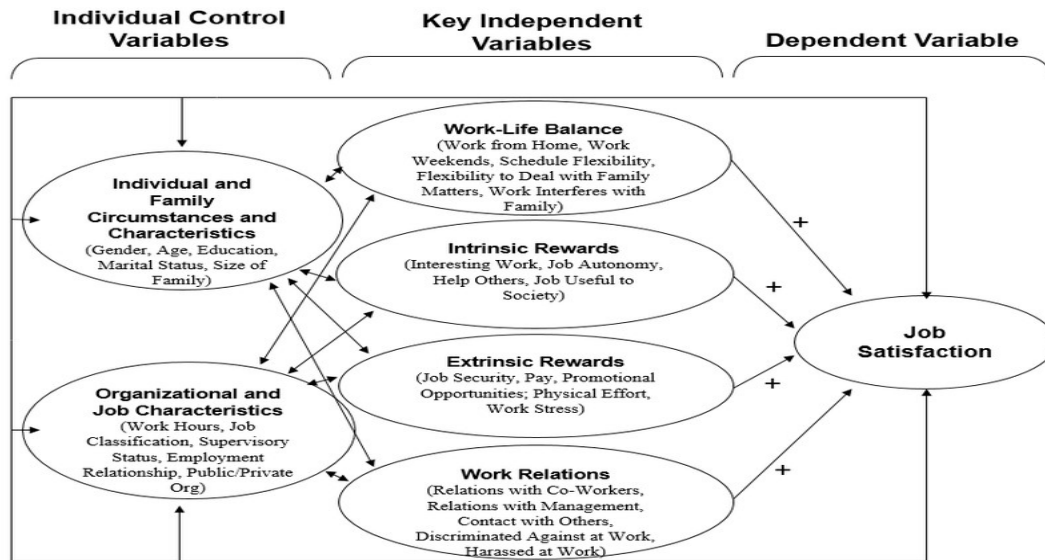 Individual Control
Variables
Key Independent
Variables
Dependent Variable
Work-Life Balance
(Work from Home, Work
Weekends, Schedule Flexibility,
Flexibility to Deal with Family
Matters, Work Interferes with
Family)
Individual and
Family
Circumstances and
Characteristics
(Gender, Age, Education,
Marital Status, Size of
Family)
Intrinsic Rewards
(Interesting Work, Job Autonomy,
Help Others, Job Useful to
Society)
Extrinsic Rewards
(Job Security, Pay, Promotional
Opportunities; Physical Effort,
Work Stress)
Organizational and
Job Characteristics
(Work Hours, Job
Classification, Supervisory
Status, Employment
Relationship, Public/Private
Org)
Work Relations
(Relations with Co-Workers,
Relations with Management,
Contact with Others,
Discriminated Against at Work,
Harassed at Work)
+
+
+
+
Job
Satisfaction